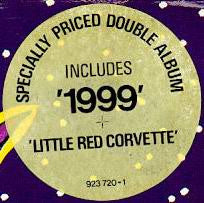 SPECIALLY PRICED DOUBLE ALBUM
INCLUDES
'1999'
+
'LITTLE RED CORVETTE'
923 720-1